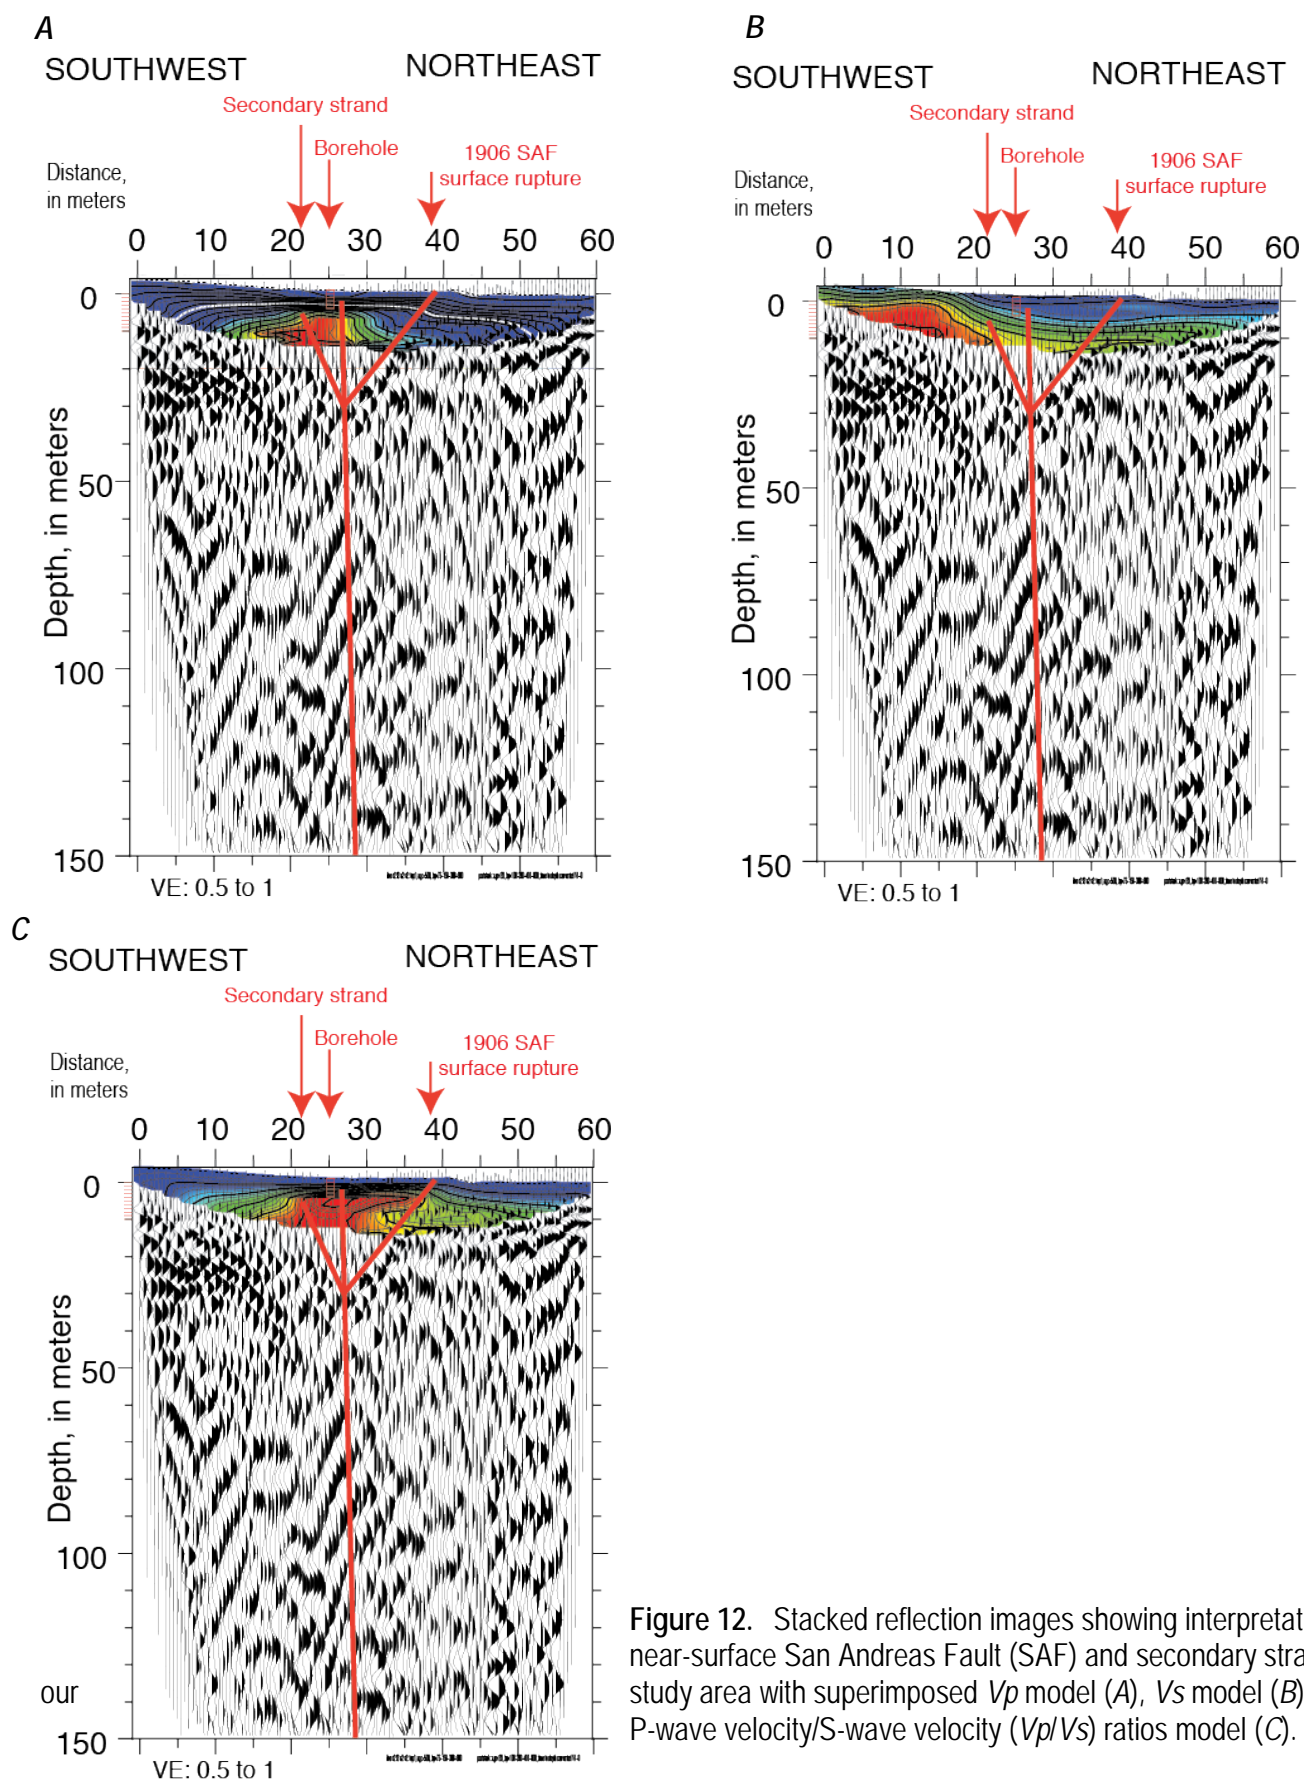 A
SOUTHWEST
NORTHEAST
Secondary strand
Borehole
1906 SAF
surface rupture
Distance,
in meters
0 10 20 30 40 50 60
0
50
100
150
Depth, in meters
VE: 0.5 to 1
B
SOUTHWEST
NORTHEAST
Secondary strand
Borehole
1906 SAF
surface rupture
Distance,
in meters
0 10 20 30 40 50 60
0
50
100
150
Depth, in meters
VE: 0.5 to 1
C
SOUTHWEST
NORTHEAST
Secondary strand
Borehole
1906 SAF
surface rupture
Distance,
in meters
0 10 20 30 40 50 60
0
50
100
150
Depth, in meters
our
VE: 0.5 to 1
Figure 12. Stacked reflection images showing interpretat
near-surface San Andreas Fault (SAF) and secondary stra
study area with superimposed Vp model (A), Vs model (B)
P-wave velocity/S-wave velocity (Vp/Vs) ratios model (C).